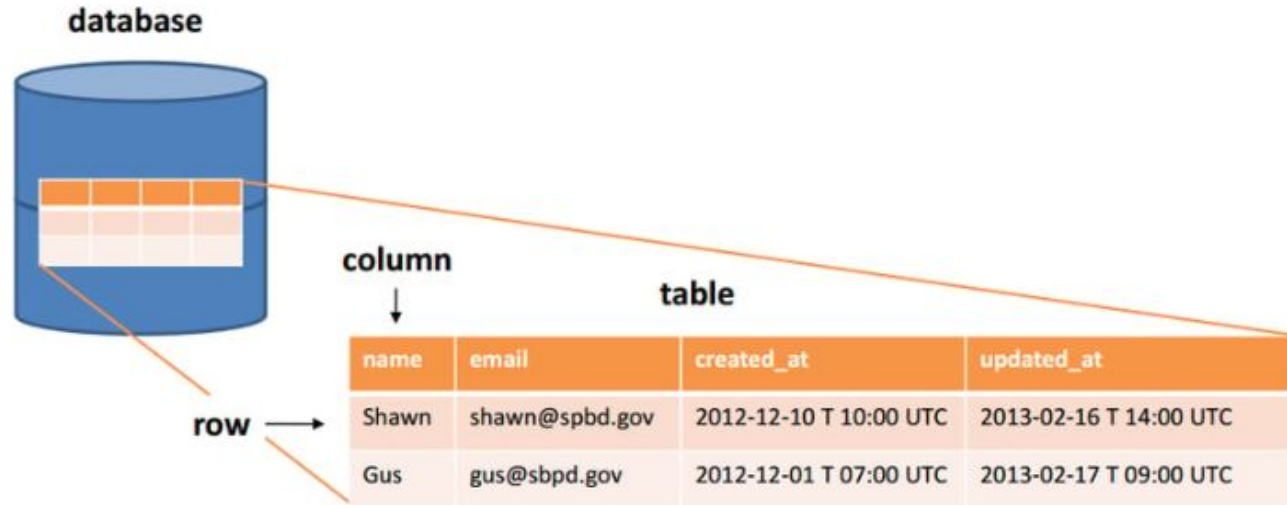 database
column
table
name email created_at updated_at
row
Shawn shawn@spbd.gov 2012-12-10 T 10:00 UTC 2013-02-16 T 14:00 UTC
Gus gus@sbpd.gov 2012-12-01 T 07:00 UTC 2013-02-17 T 09:00 UTC